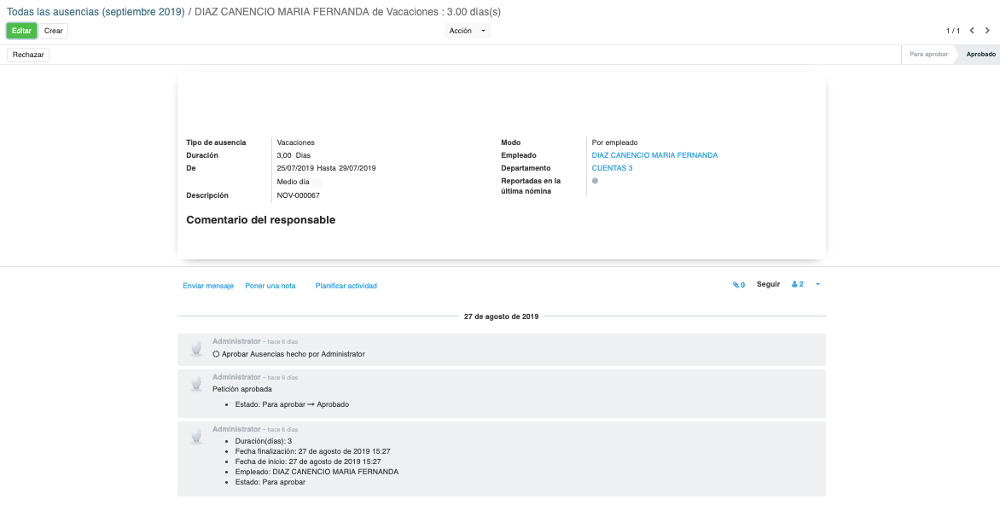 Todas las ausencias (septiembre 2019) / DIAZ CANENCIO MARIA FERNANDA de Vacaciones : 3.00 días(s)
Editar Crear Acción 1 / 1
Rechazar Para aprobar Aprobado
Tipo de ausencia Vacaciones Modo Por empleado
Duración 3,00 Dias Empleado DIAZ CANENCIO MARIA FERNANDA
De 25/07/2019 Hasta 29/07/2019 Departamento CUENTAS 3
Medio día Reportadas en la
última nómina
Descripción NOV-000067
Comentario del responsable
Enviar mensaje Poner una nota Planificar actividad 0 Seguir 2
27 de agosto de 2019
Administrator - hace 6 días
Aprobar Ausencias hecho por Administrator
Administrator - hace 6 días
Petición aprobada
• Estado: Para aprobar → Aprobado
Administrator - hace 6 días
• Duración(días): 3
• Fecha finalización: 27 de agosto de 2019 15:27
• Fecha de inicio: 27 de agosto de 2019 15:27
• Empleado: DIAZ CANENCIO MARIA FERNANDA
• Estado: Para aprobar